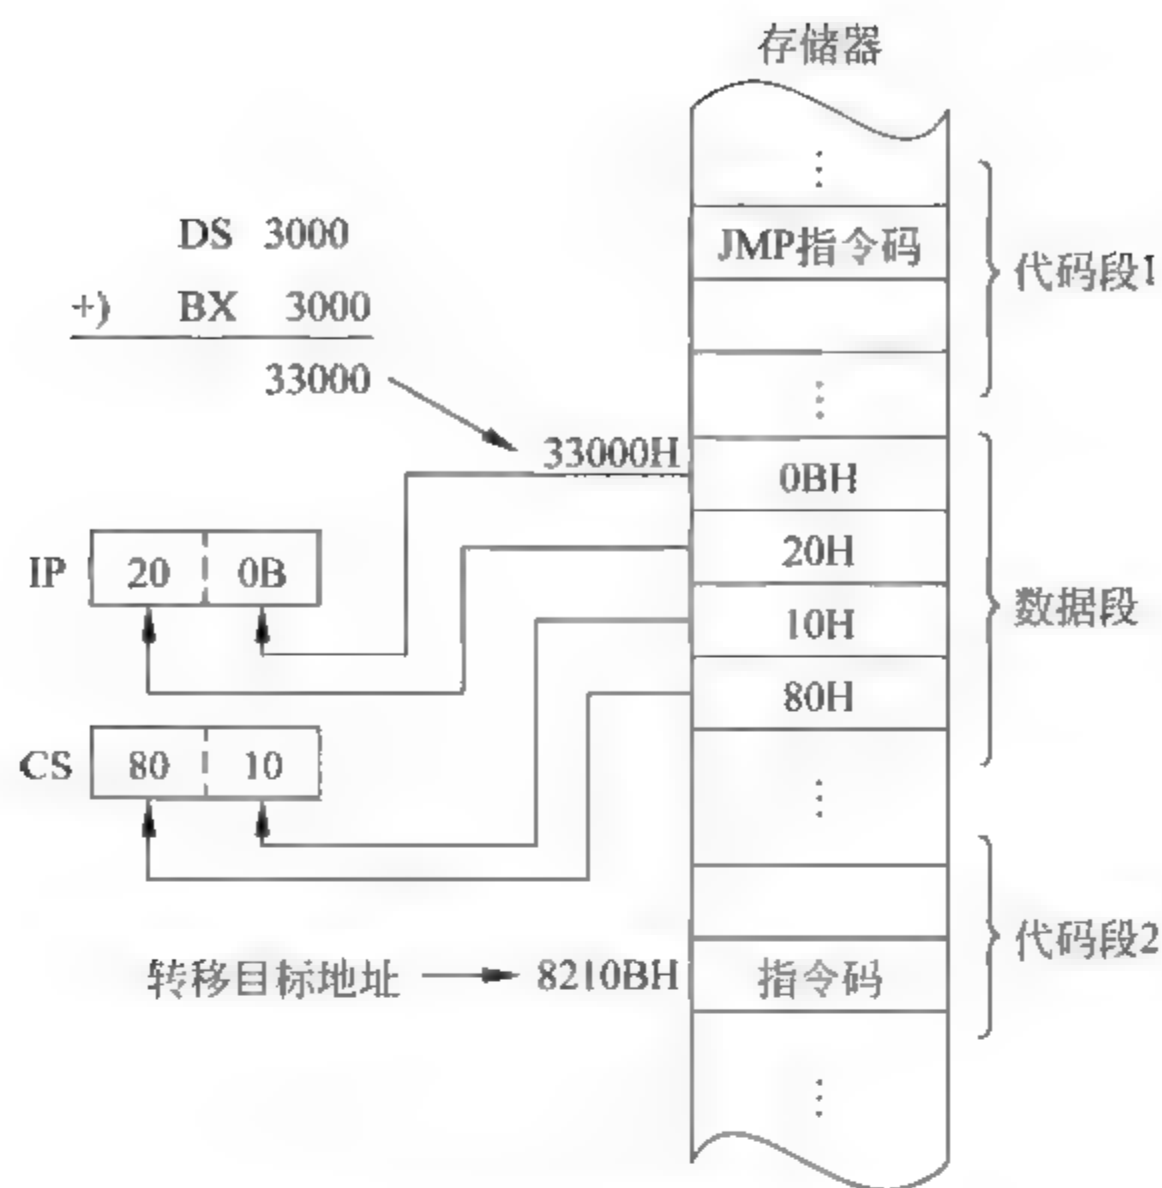 存储器
⋮
DS 3000
JMP指令码
代码段1
+) BX 3000
33000
⋮
33000H
0BH
IP 20 0B
20H
10H
数据段
80H
CS 80 10
⋮
代码段2
转移目标地址 8210BH
指令码
⋮